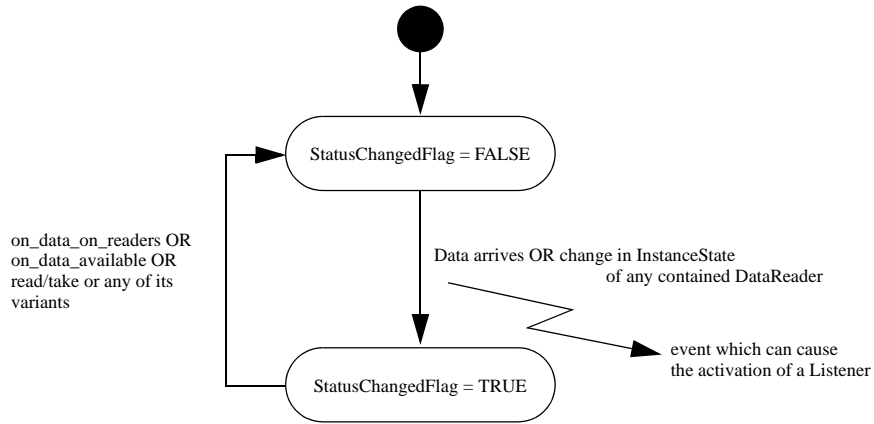 StatusChangedFlag = FALSE
on_data_on_readers OR
on_data_available OR
read/take or any of its
variants
Data arrives OR change in InstanceState
of any contained DataReader
event which can cause
the activation of a Listener
StatusChangedFlag = TRUE